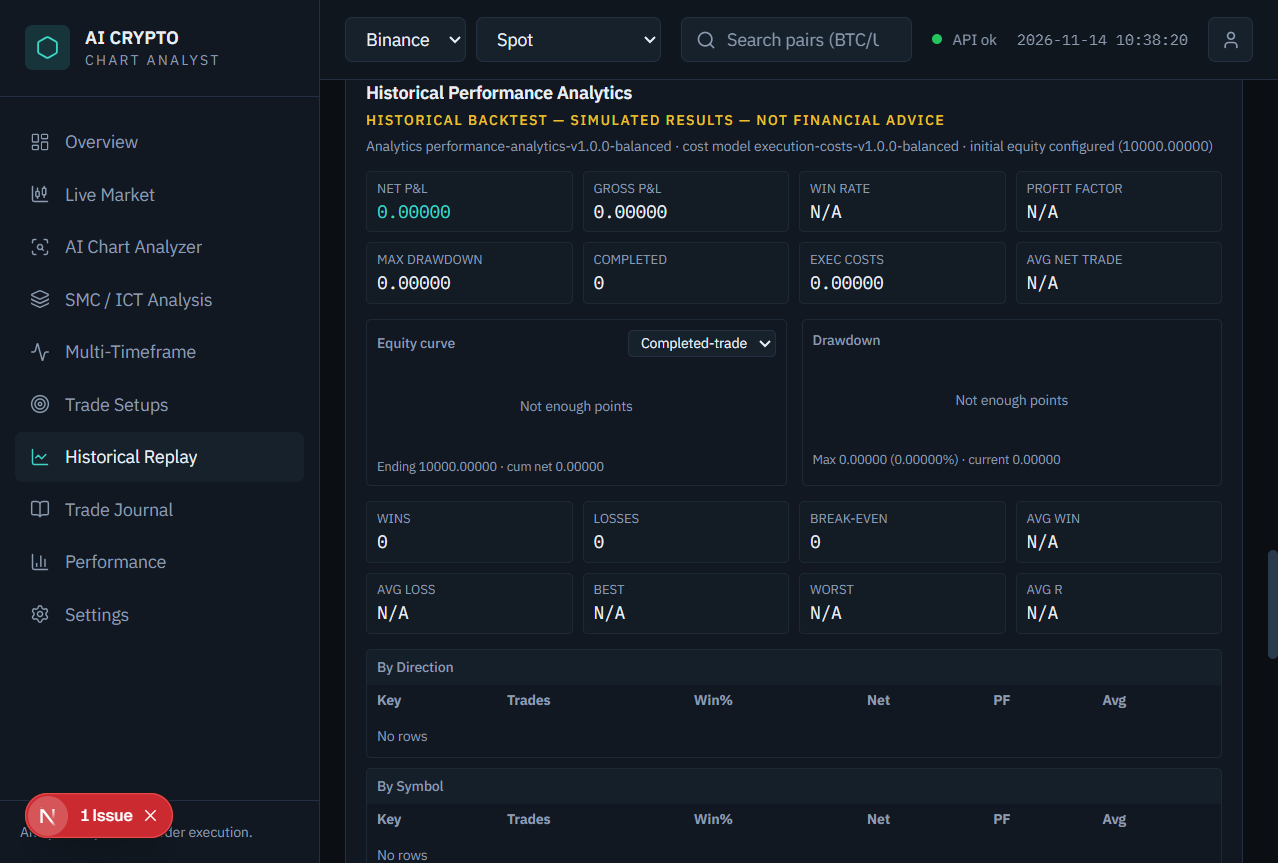 AI CRYPTO
CHART ANALYST
Overview
Live Market
AI Chart Analyzer
SMC / ICT Analysis
Multi-Timeframe
Trade Setups
Historical Replay
Trade Journal
Performance
Settings
N 1 Issue
der execution.
Binance
Spot
Search pairs (BTC/U
API ok
2026-11-14 10:38:20
Historical Performance Analytics
HISTORICAL BACKTEST — SIMULATED RESULTS — NOT FINANCIAL ADVICE
Analytics performance-analytics-v1.0.0-balanced · cost model execution-costs-v1.0.0-balanced · initial equity configured (10000.00000)
NET P&L GROSS P&L WIN RATE PROFIT FACTOR
0.00000 0.00000 N/A N/A
MAX DRAWDOWN COMPLETED EXEC COSTS AVG NET TRADE
0.00000 0 0.00000 N/A
Equity curve Completed-trade
Not enough points
Ending 10000.00000 · cum net 0.00000
Drawdown
Not enough points
Max 0.00000 (0.00000%) · current 0.00000
WINS LOSSES BREAK-EVEN AVG WIN
0 0 0 N/A
AVG LOSS BEST WORST AVG R
N/A N/A N/A N/A
By Direction
Key Trades Win% Net PF Avg
No rows
By Symbol
Key Trades Win% Net PF Avg
No rows